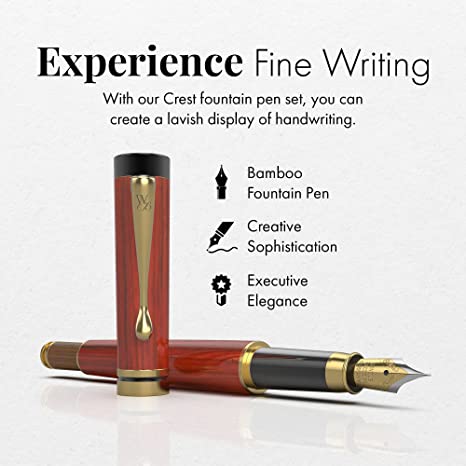 Experience Fine Writing
With our Crest fountain pen set, you can
create a lavish display of handwriting.
Bamboo
Fountain Pen
Creative
Sophistication
Executive
Elegance